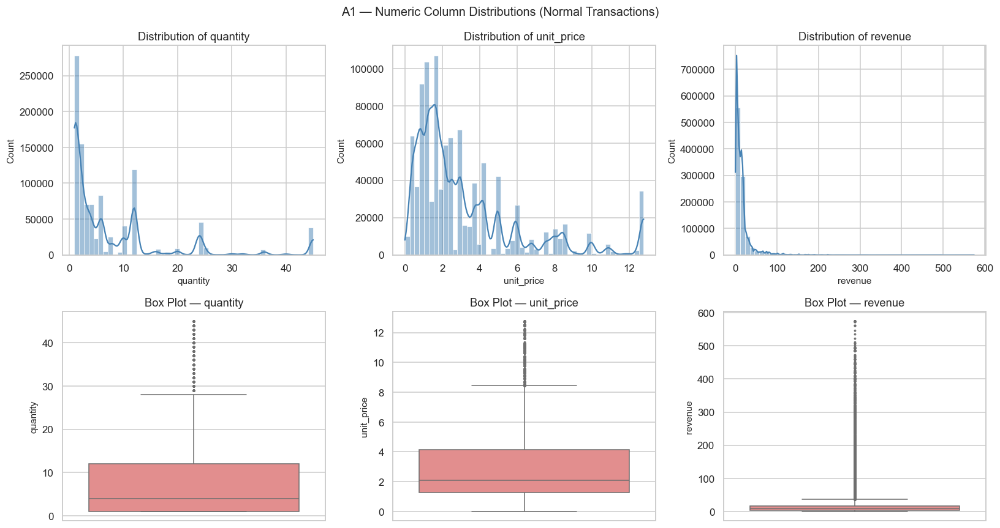 A1 — Numeric Column Distributions (Normal Transactions)
Distribution of quantity
250000
200000
150000
100000
50000
0
Count
0 10 20 30 40
quantity
Distribution of unit_price
100000
80000
60000
40000
20000
0
Count
0 2 4 6 8 10 12
unit_price
Distribution of revenue
700000
600000
500000
400000
300000
200000
100000
0
Count
0 100 200 300 400 500 600
revenue
Box Plot — quantity
40
30
20
10
0
quantity
Box Plot — unit_price
12
10
8
6
4
2
0
unit_price
Box Plot — revenue
600
500
400
300
200
100
0
revenue